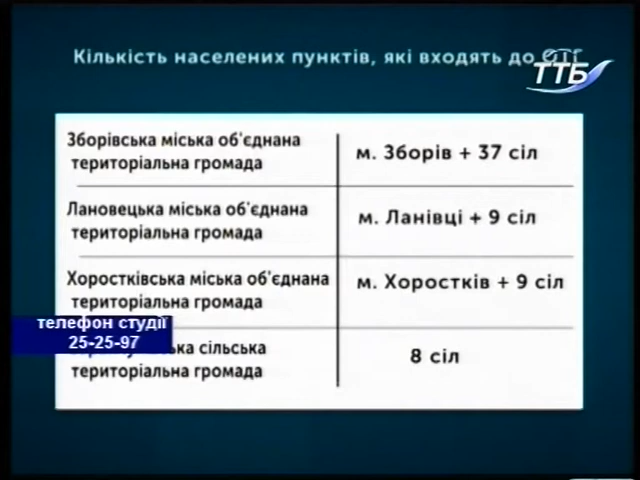 Кількість населених пунктів, які входять до ОТГ
ТТБ
Зборівська міська об'єднана
територіальна громада
м. Зборів + 37 сіл
Лановецька міська об'єднана
територіальна громада
м. Ланівці + 9 сіл
Хоростківська міська об'єднана
територіальна громада
м. Хоростків + 9 сіл
телефон студії
25-25-97
сільська
територіальна громада
8 сіл